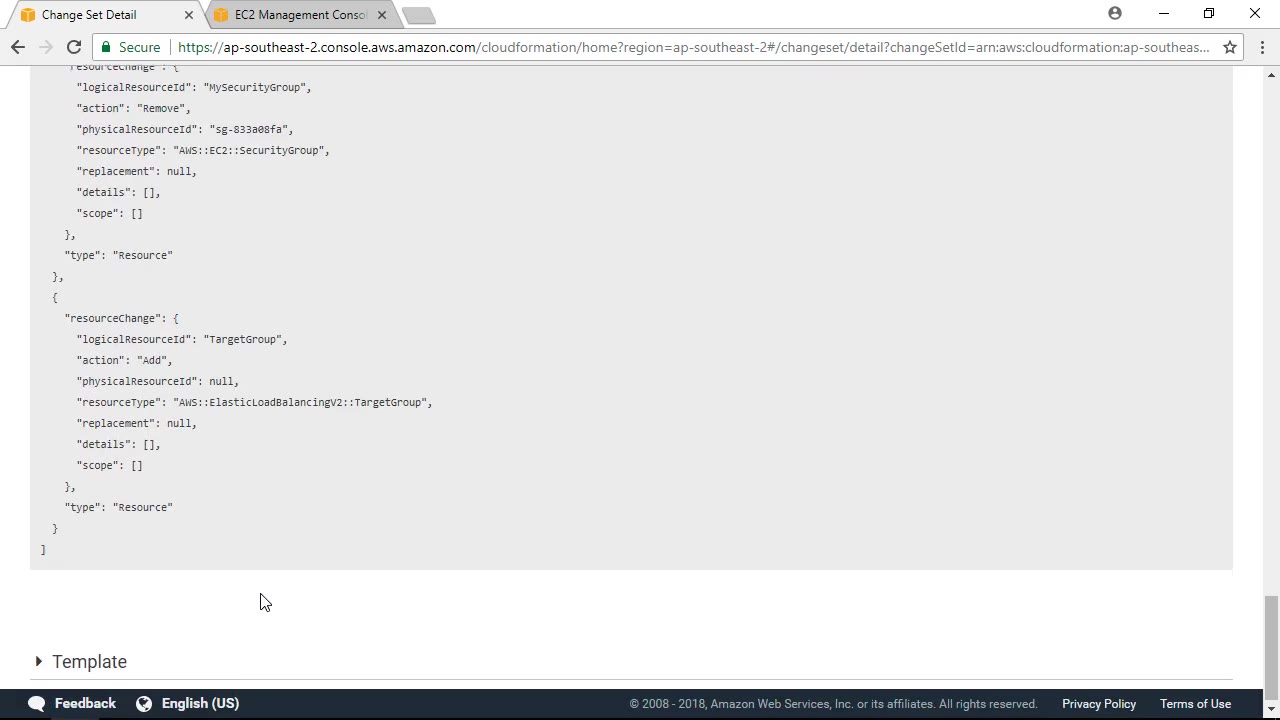 Change Set Detail
EC2 Management Consol
Secure
https://ap-southeast-2.console.aws.amazon.com/cloudformation/home?region=ap-southeast-2#/changeset/detail?changeSetId=arn:aws:cloudformation:ap-southeas...
"resourceChange": {
"logicalResourceId": "MySecurityGroup",
"action": "Remove",
"physicalResourceId": "sg-833a08fa",
"resourceType": "AWS::EC2::SecurityGroup",
"replacement": null,
"details": [],
"scope": []
},
"type": "Resource"
},
{
"resourceChange": {
"logicalResourceId": "TargetGroup",
"action": "Add",
"physicalResourceId": null,
"resourceType": "AWS::ElasticLoadBalancingV2::TargetGroup",
"replacement": null,
"details": [],
"scope": []
},
"type": "Resource"
}
]
Template
Feedback
English (US)
© 2008 - 2018, Amazon Web Services, Inc. or its affiliates. All rights reserved.
Privacy Policy
Terms of Use